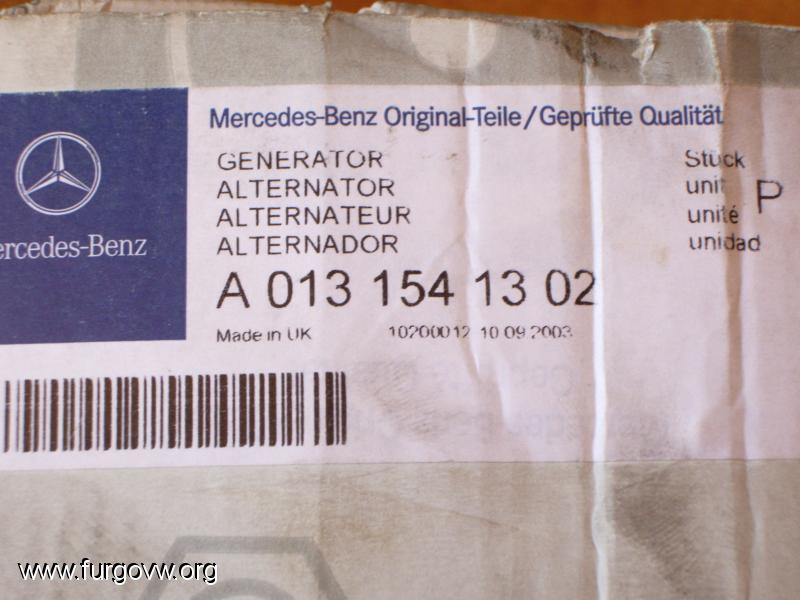 Mercedes-Benz Original-Teile/Geprüfte Qualität
GENERATOR Stück
ALTERNATOR unit P
ALTERNATEUR unité
ALTERNADOR unidad
ercedes-Benz
A 013 154 13 02
Made in UK 10200012 10 09 2003
www.furgovw.org